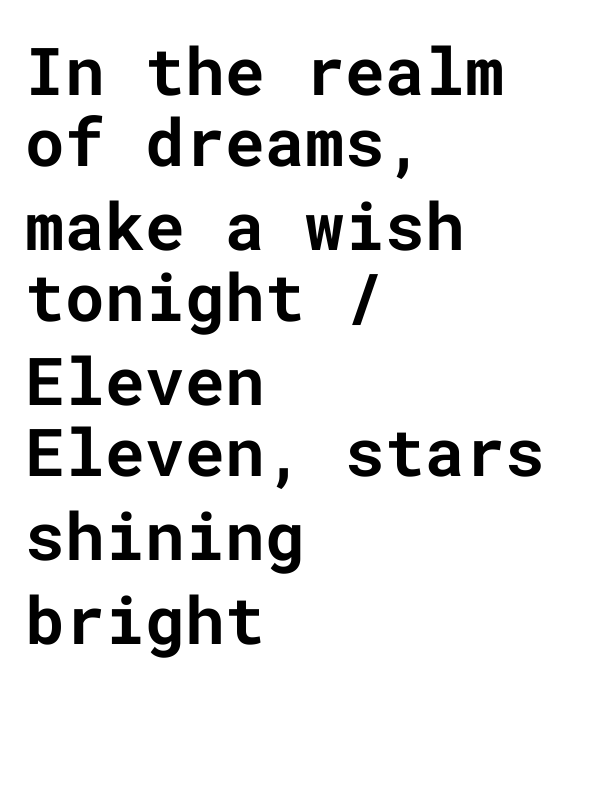 In the realm
of dreams,
make a wish
tonight /
Eleven
Eleven, stars
shining
bright